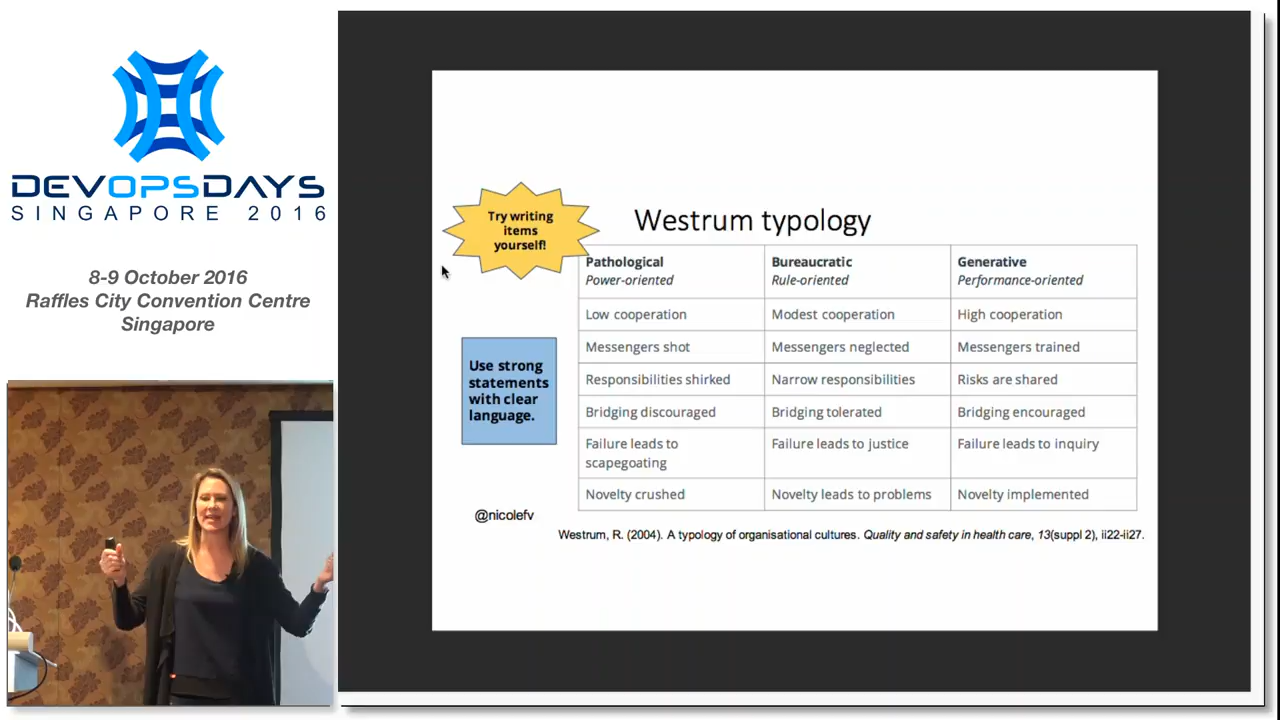 DEVOPSDAYS
SINGAPORE 2016
8-9 October 2016
Raffles City Convention Centre
Singapore
Try writing
items
yourself!
Westrum typology
Pathological Bureaucratic Generative
Power-oriented Rule-oriented Performance-oriented
Low cooperation Modest cooperation High cooperation
Messengers shot Messengers neglected Messengers trained
Responsibilities shirked Narrow responsibilities Risks are shared
Bridging discouraged Bridging tolerated Bridging encouraged
Failure leads to Failure leads to justice Failure leads to inquiry
scapegoating
Novelty crushed Novelty leads to problems Novelty implemented
Use strong
statements
with clear
language.
@nicolefv
Westrum, R. (2004). A typology of organisational cultures. Quality and safety in health care, 13(suppl 2), ii22-ii27.